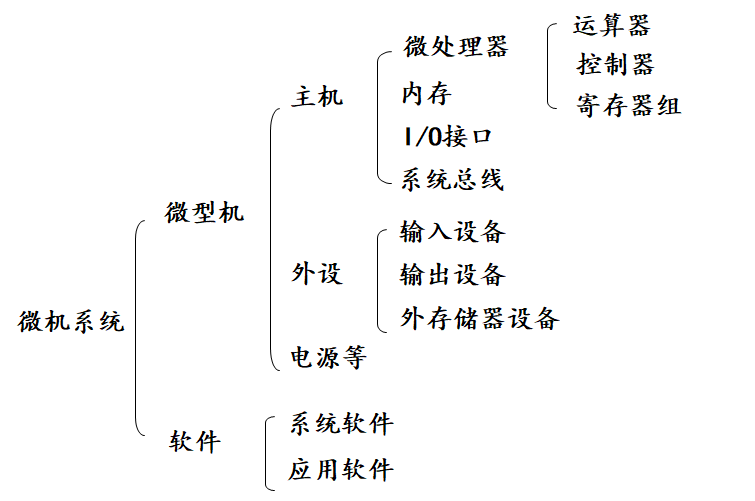 微机系统
微型机
主机
微处理器
运算器
控制器
寄存器组
内存
I/O接口
系统总线
外设
输入设备
输出设备
外存储器设备
电源等
软件
系统软件
应用软件